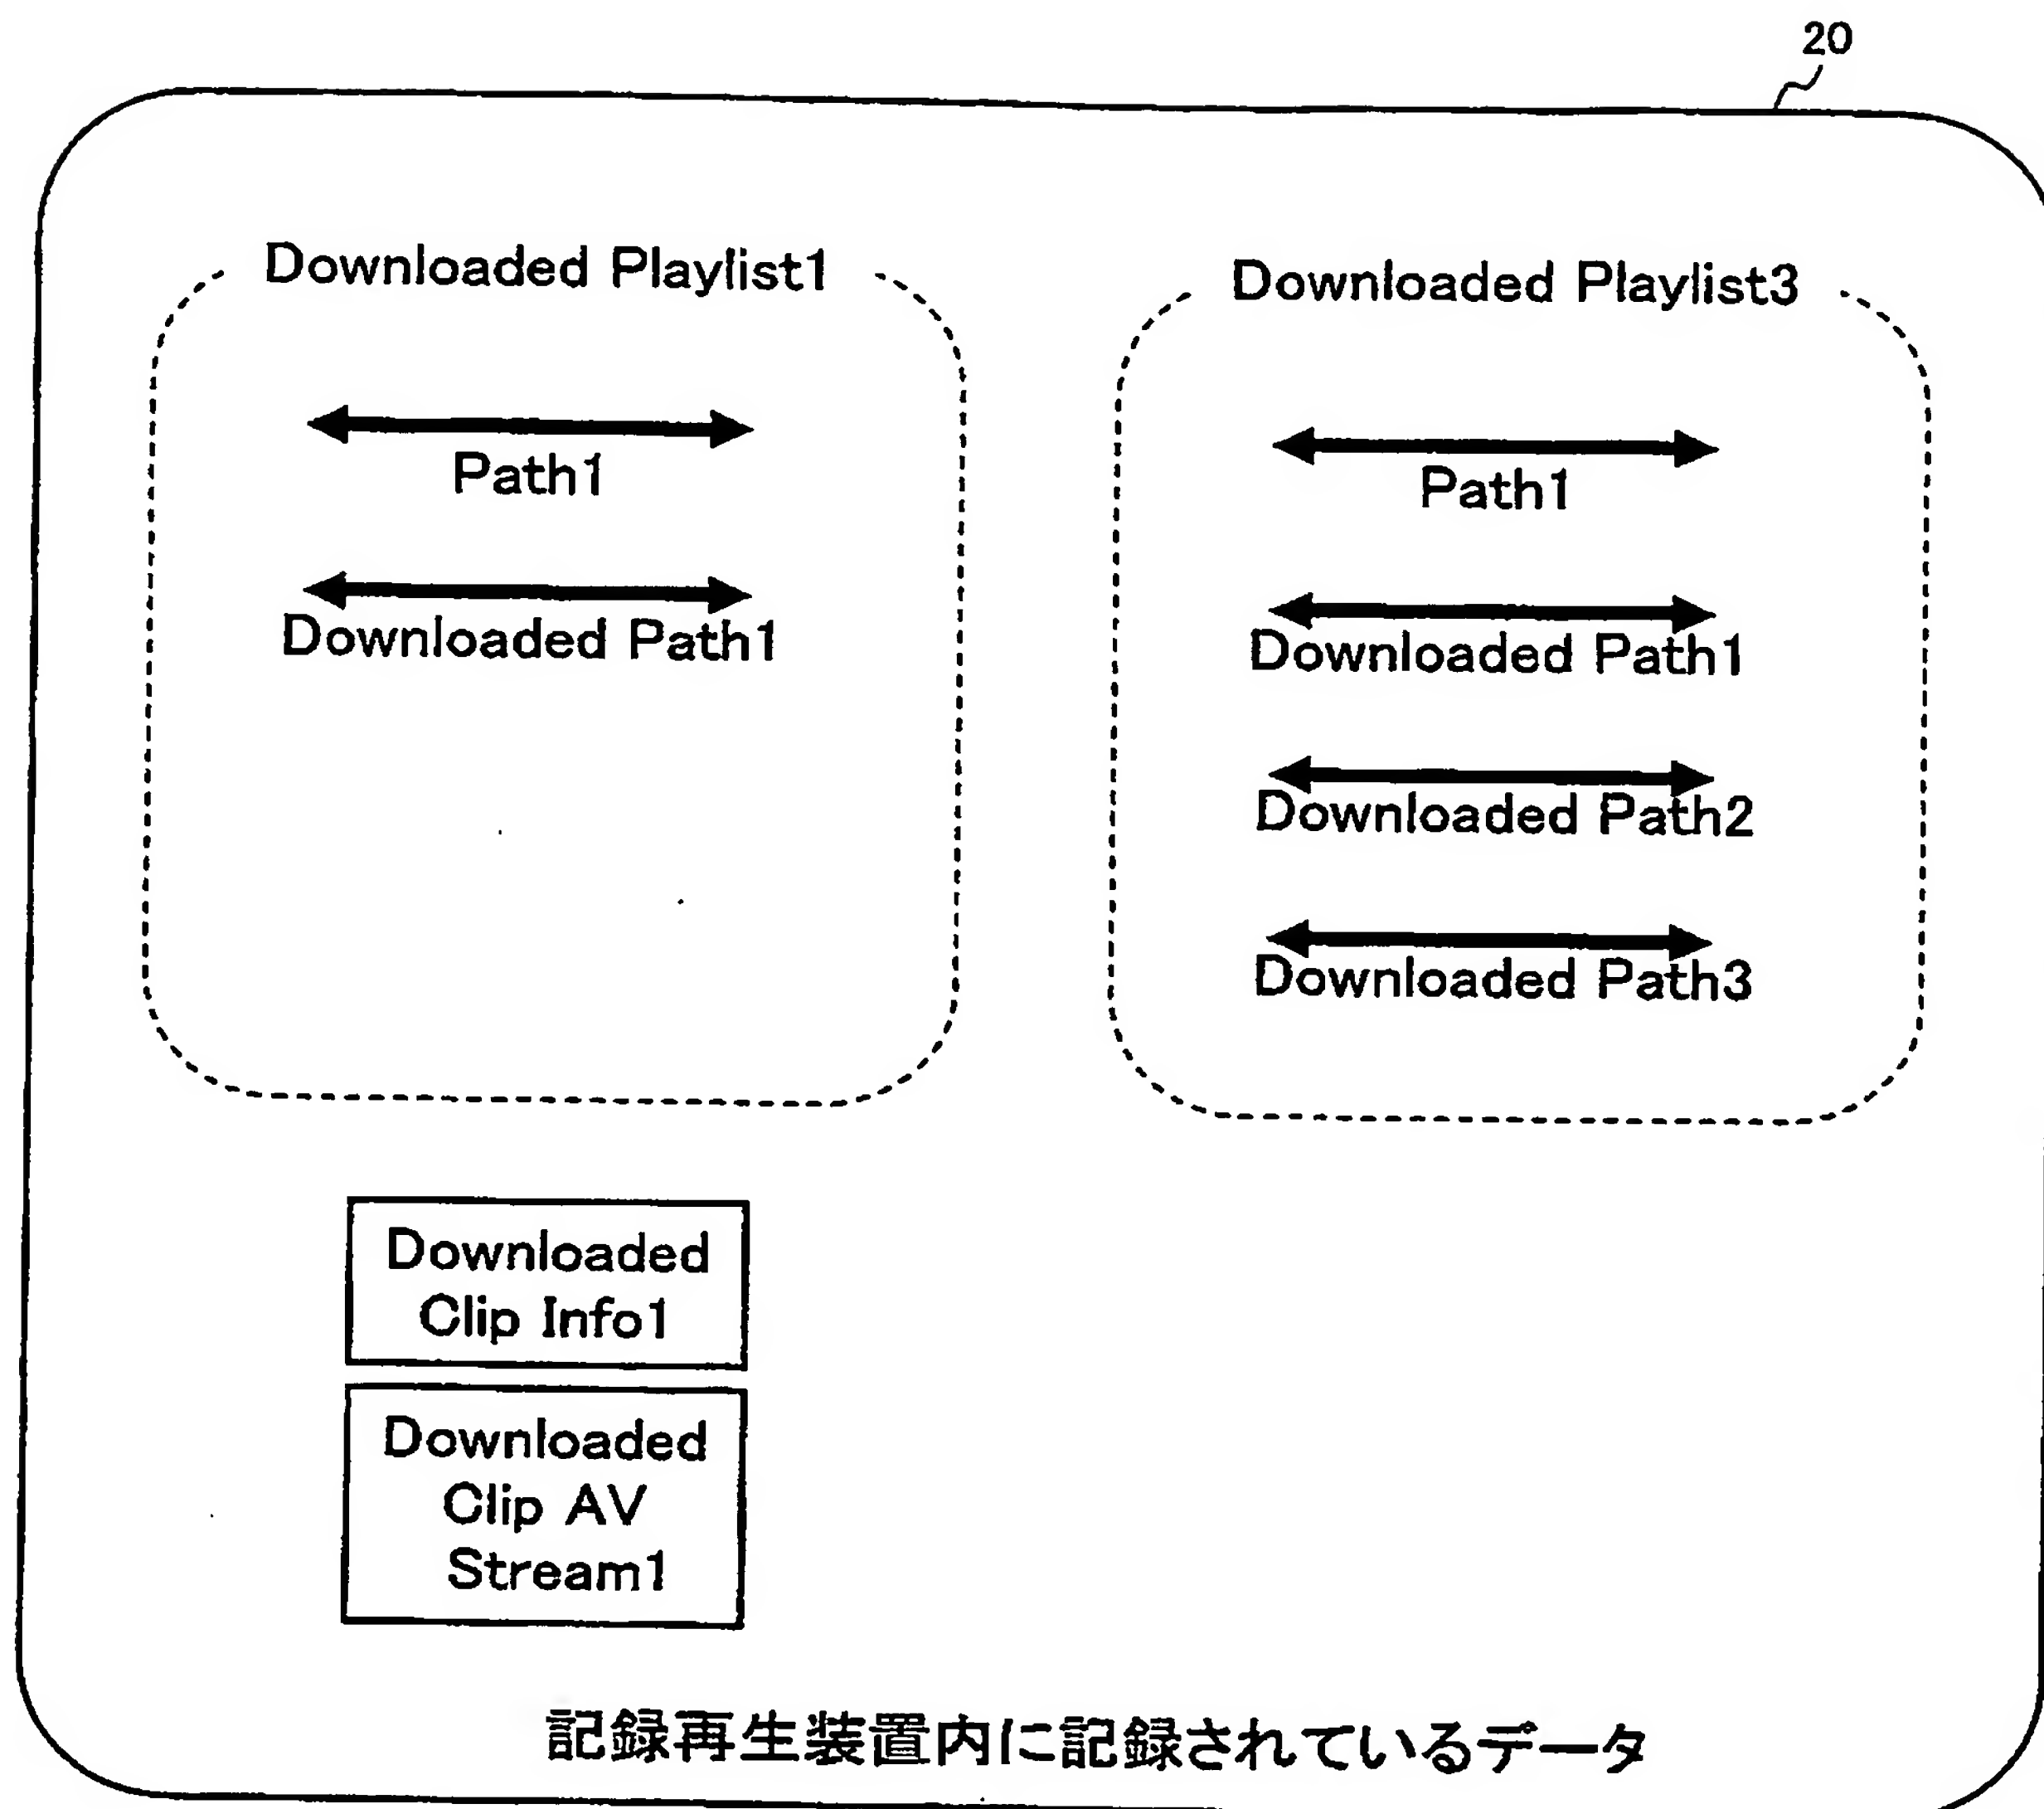 20
Downloaded Playlist1
Path1
Downloaded Path1
Downloaded Playlist3
Path1
Downloaded Path1
Downloaded Path2
Downloaded Path3
Downloaded
Clip Info1
Downloaded
Clip AV
Stream1
記録再生装置内に記録されているデータ